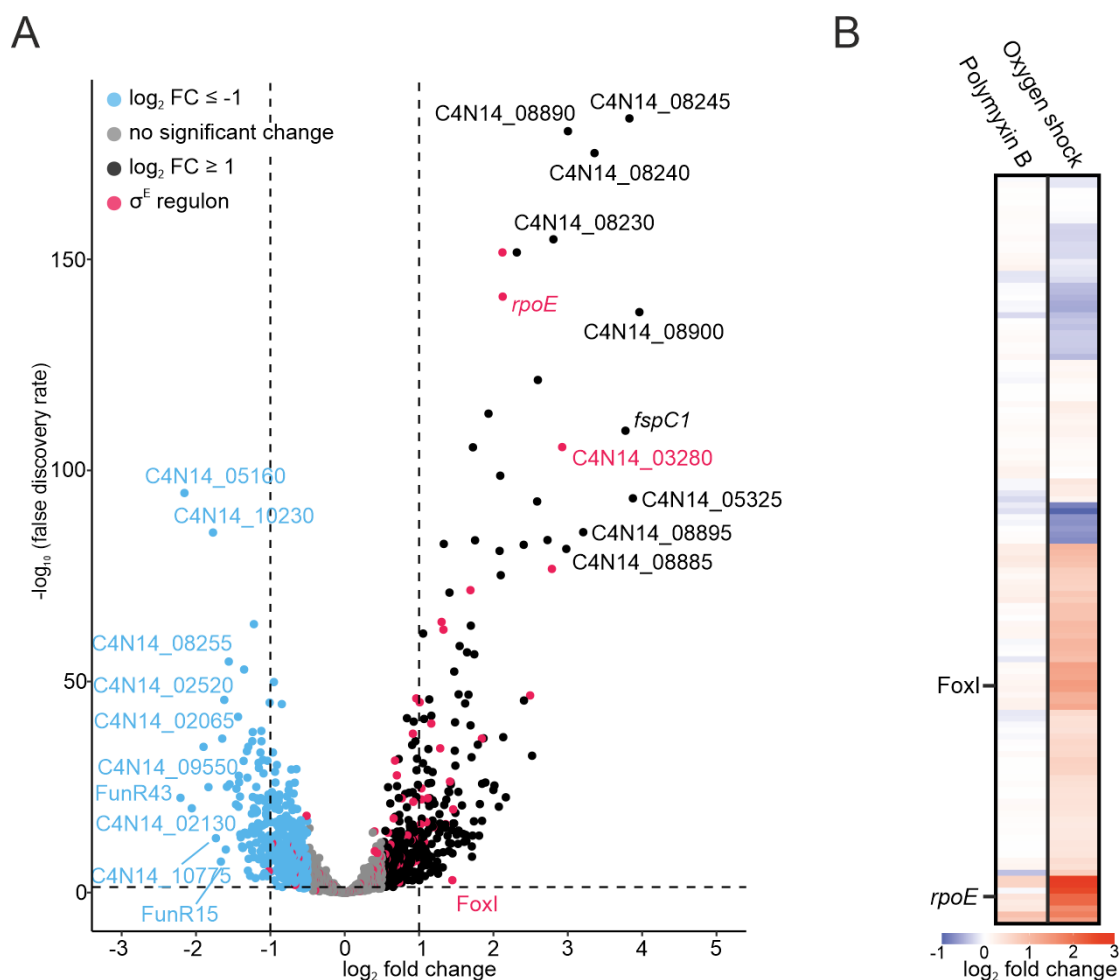 A
log₂ FC ≤ -1
no significant change
log₂ FC ≥ 1
σᴱ regulon
C4N14_08890
C4N14_08245
C4N14_08240
C4N14_08230
rpoE
C4N14_08900
fspC1
C4N14_03280
C4N14_05325
C4N14_08895
C4N14_08885
C4N14_05160
C4N14_10230
C4N14_08255
C4N14_02520
C4N14_02065
C4N14_09550
FunR43
C4N14_02130
C4N14_10775
FunR15
FoxI
150
100
50
0
-log₁₀ (false discovery rate)
-3 -2 -1 0 1 2 3 4 5
log₂ fold change
B
Polymyxin B
Oxygen shock
FoxI
rpoE
-1 0 1 2 3
log₂ fold change